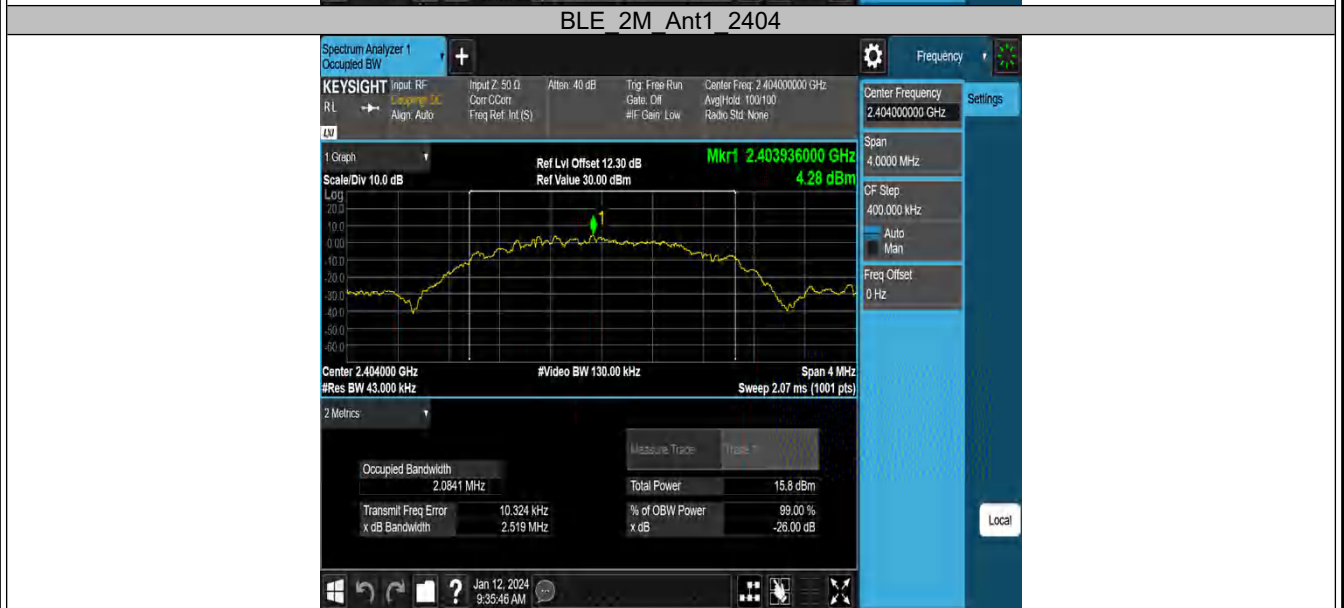 BLE_2M_Ant1_2404
Spectrum Analyzer 1
Occupied BW
+
Frequency
KEYSIGHT
Input: RF
Coupling: DC
Align: Auto
RL
LXI
Input Z: 50 Ω
Corr CCorr
Freq Ref: Int (S)
Atten: 40 dB
Trig: Free Run
Gate: Off
#IF Gain: Low
Center Freq: 2.404000000 GHz
Avg|Hold: 100/100
Radio Std: None
Center Frequency
2.404000000 GHz
Settings
Span
4.0000 MHz
CF Step
400.000 kHz
Auto
Man
Freq Offset
0 Hz
1 Graph
Scale/Div 10.0 dB
Ref Lvl Offset 12.30 dB
Ref Value 30.00 dBm
Mkr1 2.403936000 GHz
4.28 dBm
Log
20.0
10.0
0.00
-10.0
-20.0
-30.0
-40.0
-50.0
-60.0
1
Center 2.404000 GHz
#Res BW 43.000 kHz
#Video BW 130.00 kHz
Span 4 MHz
Sweep 2.07 ms (1001 pts)
2 Metrics
Measure Trace
Trace 1
Occupied Bandwidth
2.0841 MHz
Total Power
15.8 dBm
Transmit Freq Error
10.324 kHz
% of OBW Power
99.00 %
x dB Bandwidth
2.519 MHz
x dB
-26.00 dB
Local
?
Jan 12, 2024
9:35:46 AM